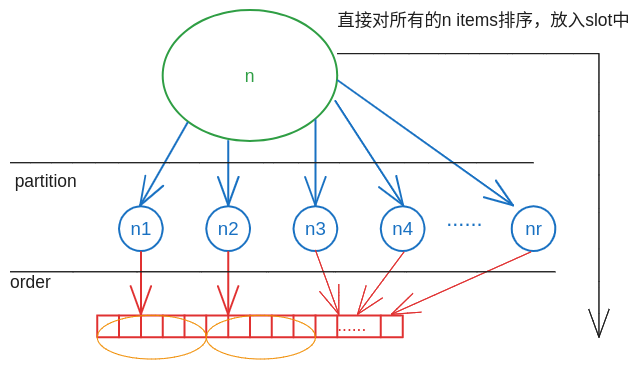 直接对所有的n items排序，放入slot中
n
partition
n1 n2 n3 n4 ······ nr
order
......